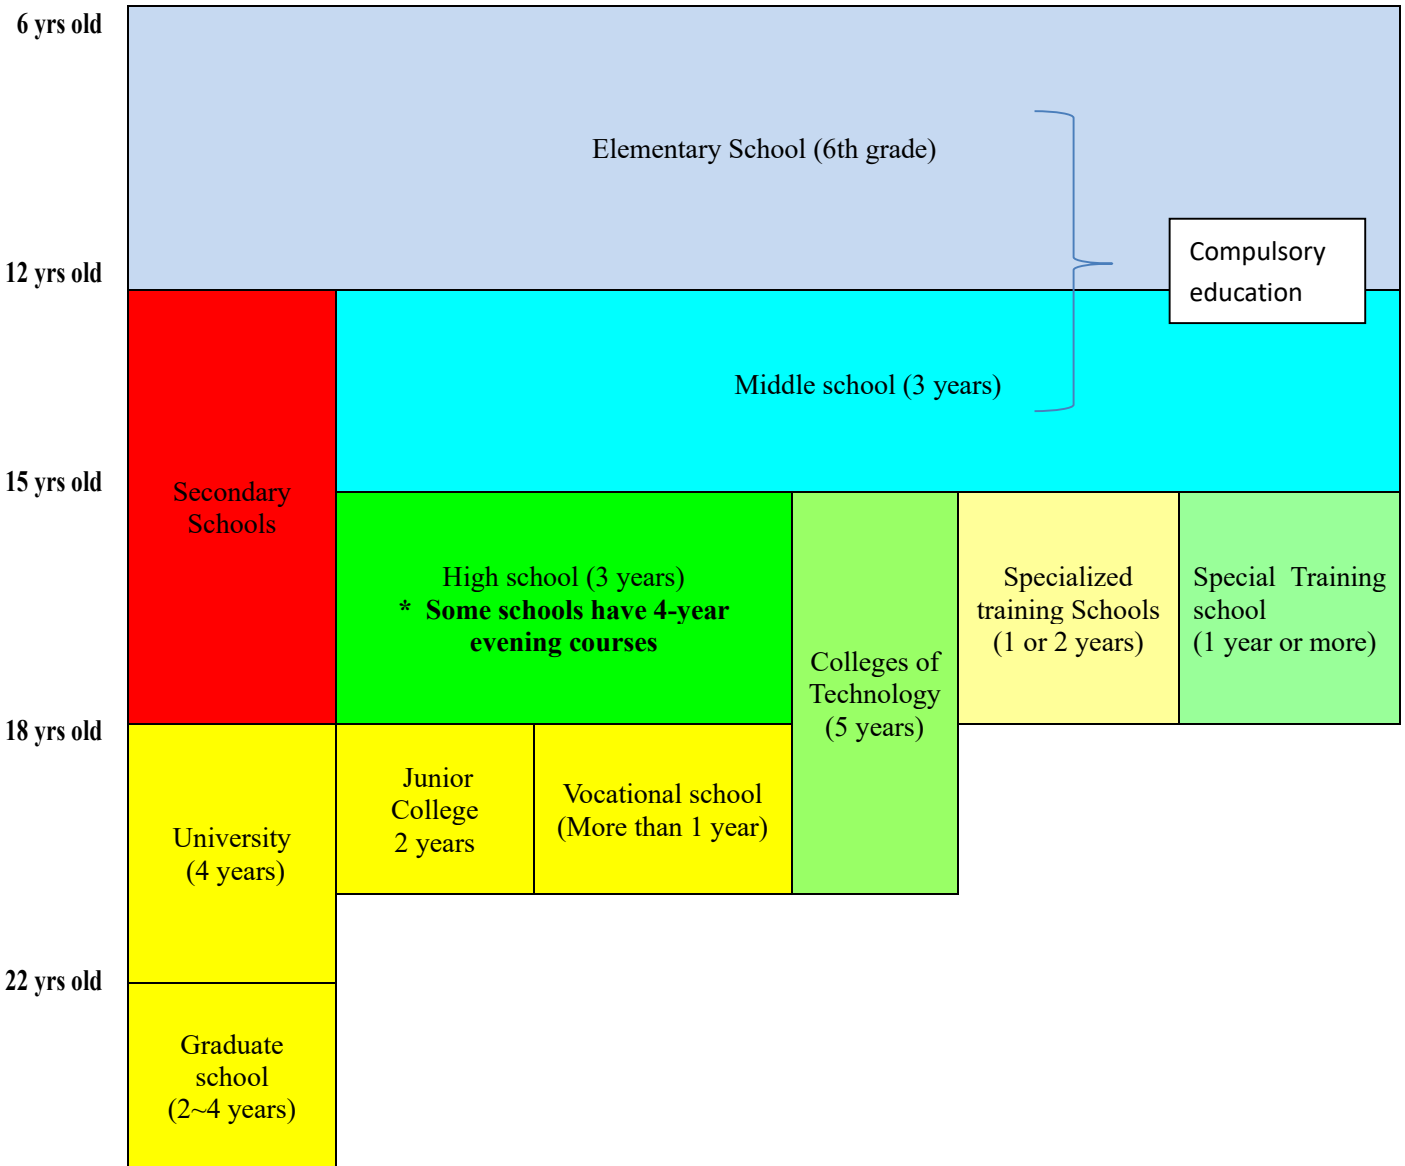 6 yrs old
Elementary School (6th grade)
Compulsory
education
12 yrs old
Middle school (3 years)
15 yrs old
Secondary
Schools
High school (3 years)
* Some schools have 4-year
evening courses
Colleges of
Technology
(5 years)
Specialized
training Schools
(1 or 2 years)
Special Training
school
(1 year or more)
18 yrs old
University
(4 years)
Junior
College
2 years
Vocational school
(More than 1 year)
22 yrs old
Graduate
school
(2~4 years)